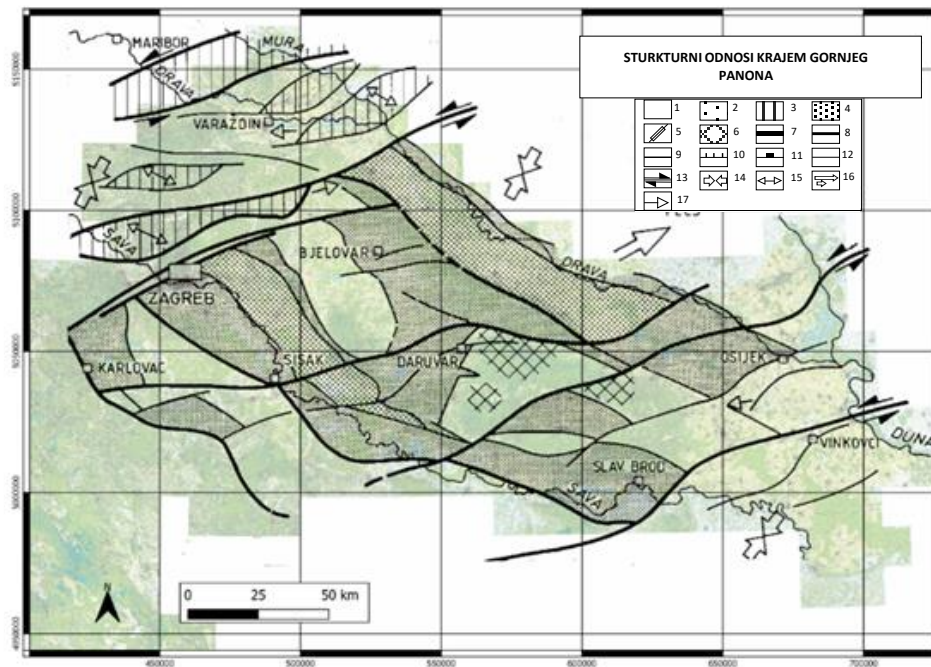 STURKTURNI ODNOSI KRAJEM GORNJEG
PANONA
1 2 3 4
5 6 7 8
9 10 11 12
13 14 15 16
17
MARIBOR
MURA
DRAVA
VARAŽDIN
SAVA
BJELOVAR
DRAVA
ZAGREB
KARLOVAC
SISAK
DARUVAR
OSIJEK
VINKOVCI
DUNA
SLAV. BROD
SAVA
N
0 25 50 km
5150000
5100000
5000000
4950000
450000 500000 550000 600000 650000 700000